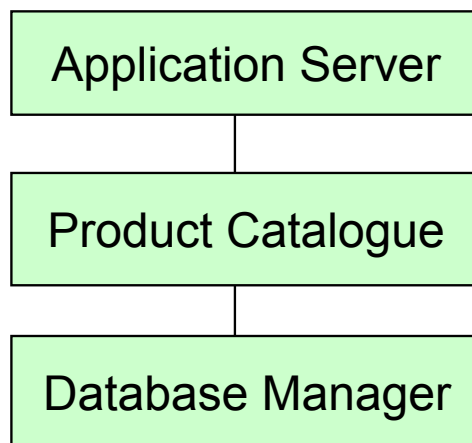 Application Server
Product Catalogue
Database Manager